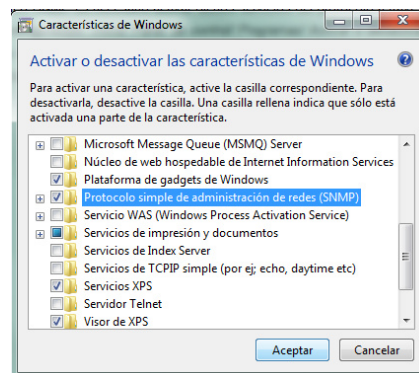 Características de Windows
Activar o desactivar las características de Windows
Para activar una característica, active la casilla correspondiente. Para
desactivarla, desactive la casilla. Una casilla rellena indica que sólo está
activada una parte de la característica.
Microsoft Message Queue (MSMQ) Server
Núcleo de web hospedable de Internet Information Services
Plataforma de gadgets de Windows
Protocolo simple de administración de redes (SNMP)
Servicio WAS (Windows Process Activation Service)
Servicios de impresión y documentos
Servicios de Index Server
Servicios de TCPIP simple (por ej; echo, daytime etc)
Servicios XPS
Servidor Telnet
Visor de XPS
Aceptar
Cancelar